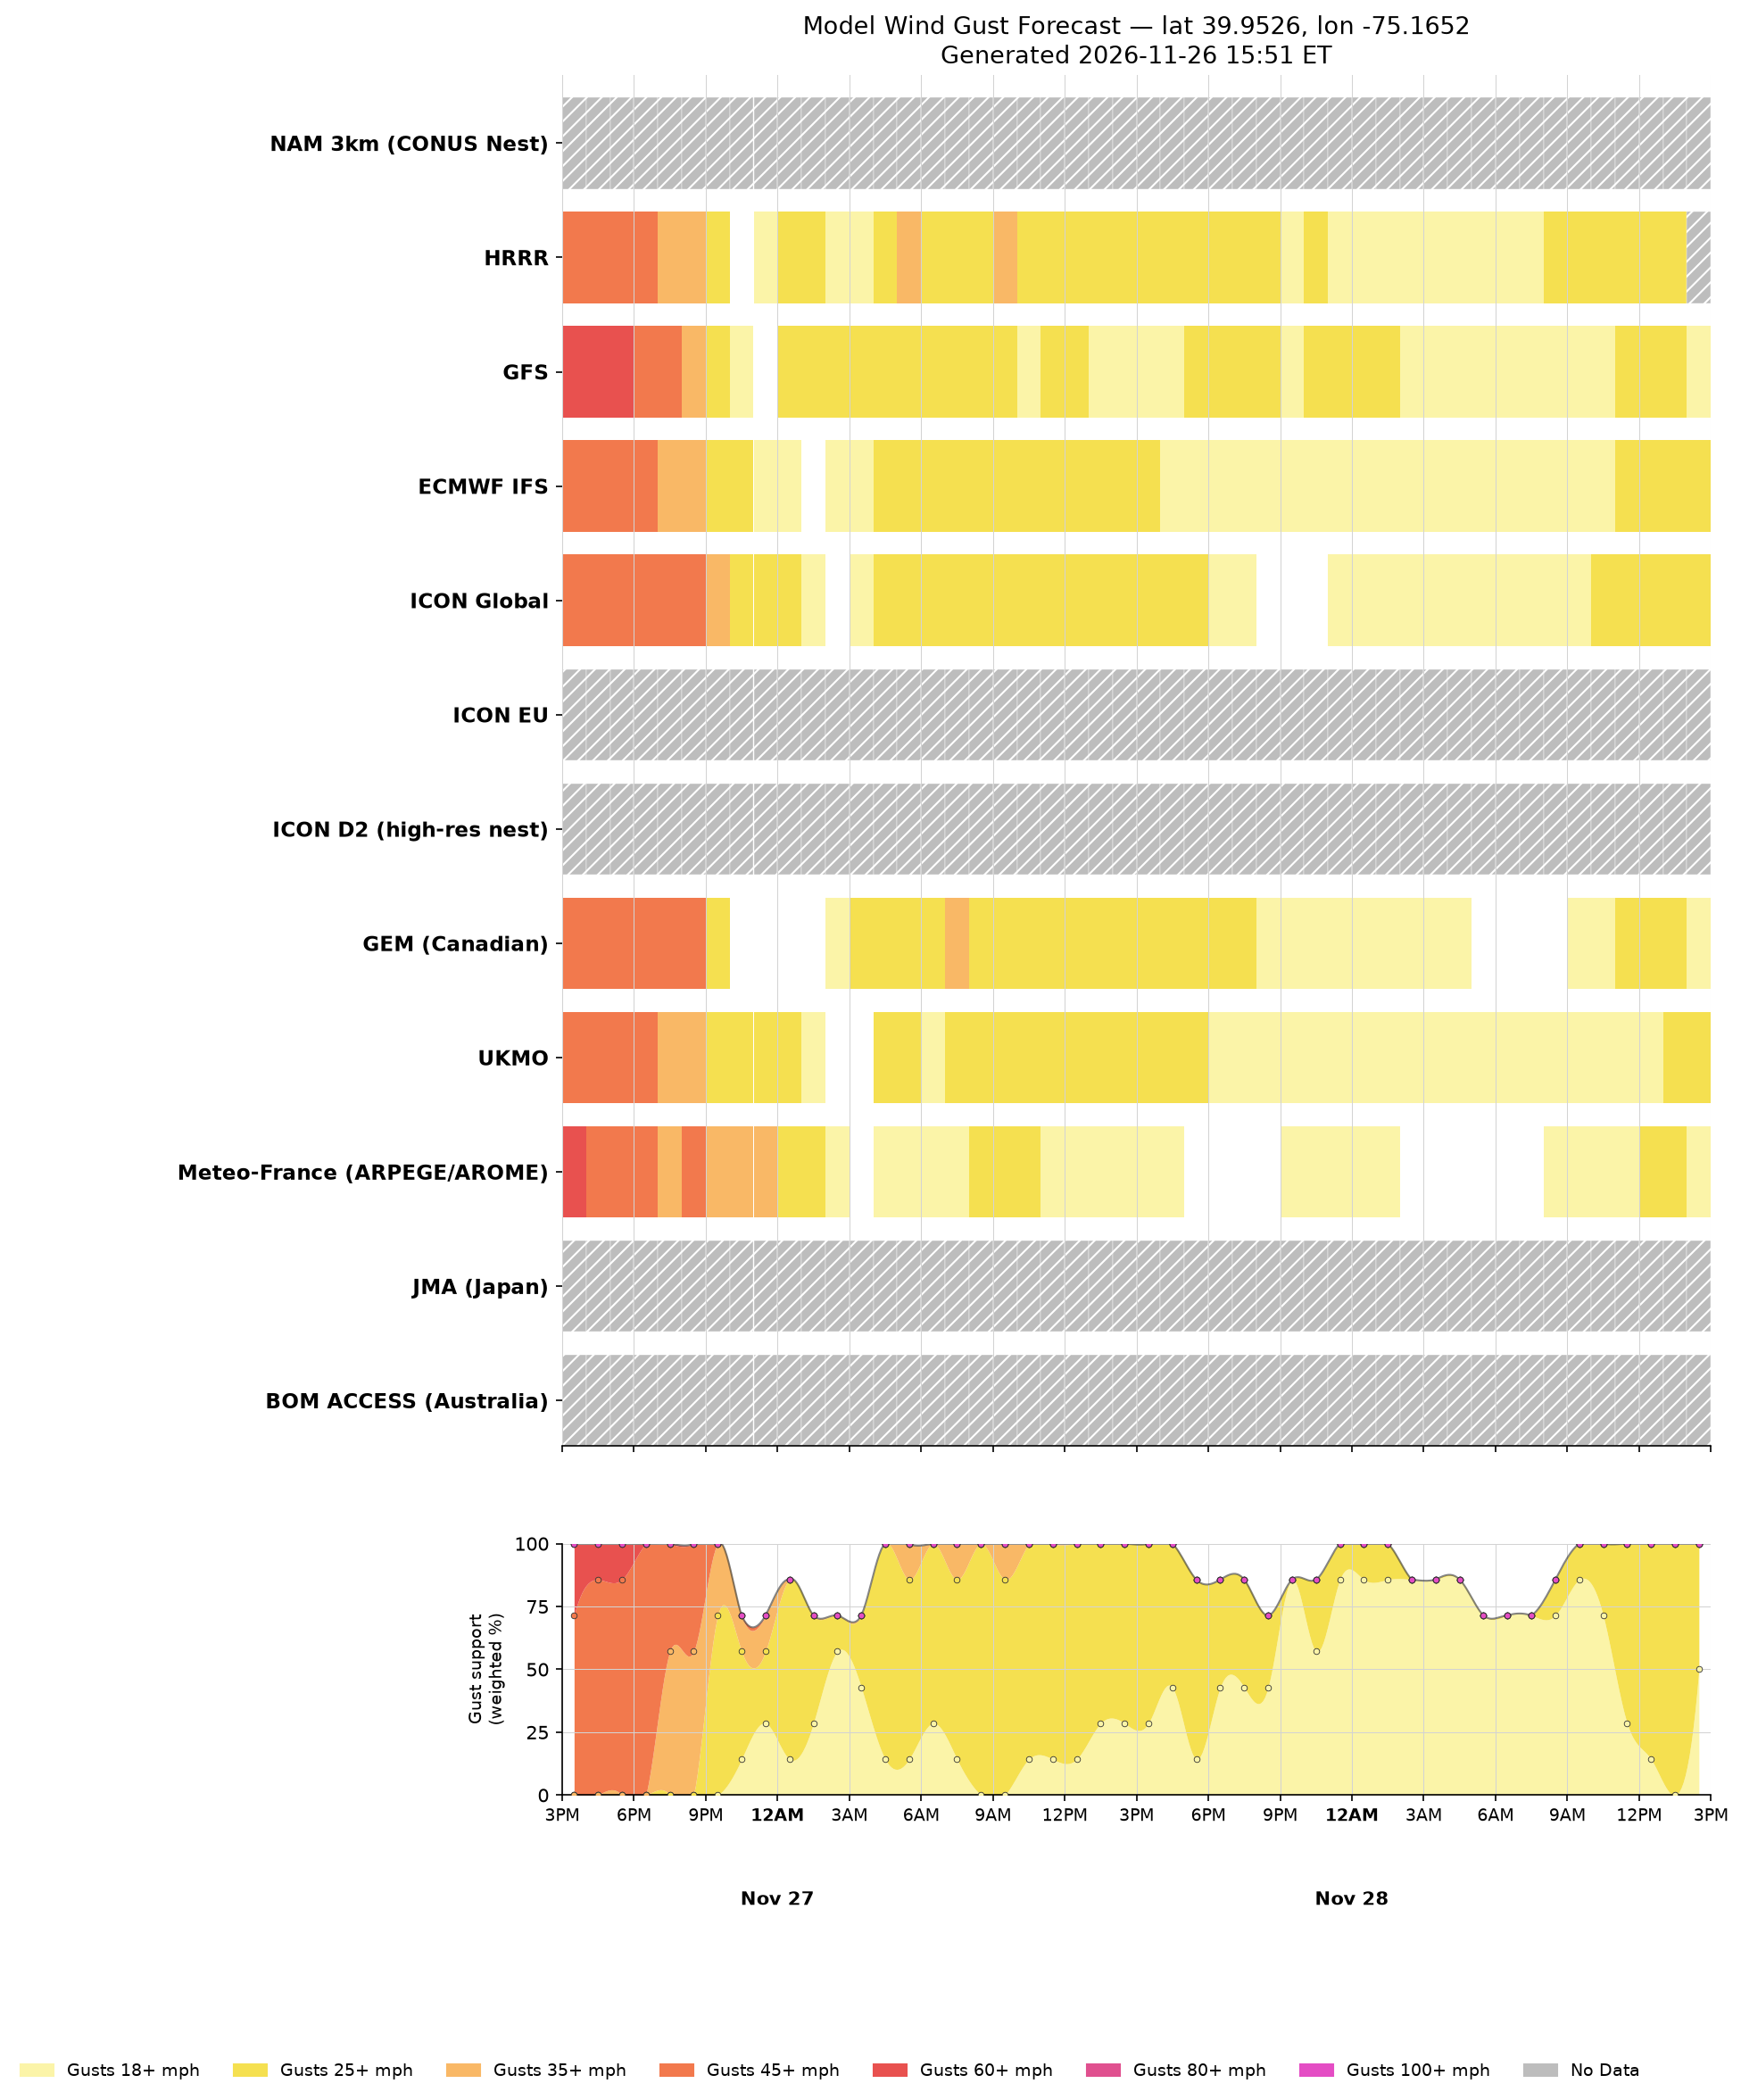 Model Wind Gust Forecast — lat 39.9526, lon -75.1652
Generated 2026-11-26 15:51 ET
NAM 3km (CONUS Nest)
HRRR
GFS
ECMWF IFS
ICON Global
ICON EU
ICON D2 (high-res nest)
GEM (Canadian)
UKMO
Meteo-France (ARPEGE/AROME)
JMA (Japan)
BOM ACCESS (Australia)
Gust support
(weighted %)
100
75
50
25
0
3PM 6PM 9PM 12AM 3AM 6AM 9AM 12PM 3PM 6PM 9PM 12AM 3AM 6AM 9AM 12PM 3PM
Nov 27 Nov 28
Gusts 18+ mph Gusts 25+ mph Gusts 35+ mph Gusts 45+ mph Gusts 60+ mph Gusts 80+ mph Gusts 100+ mph No Data